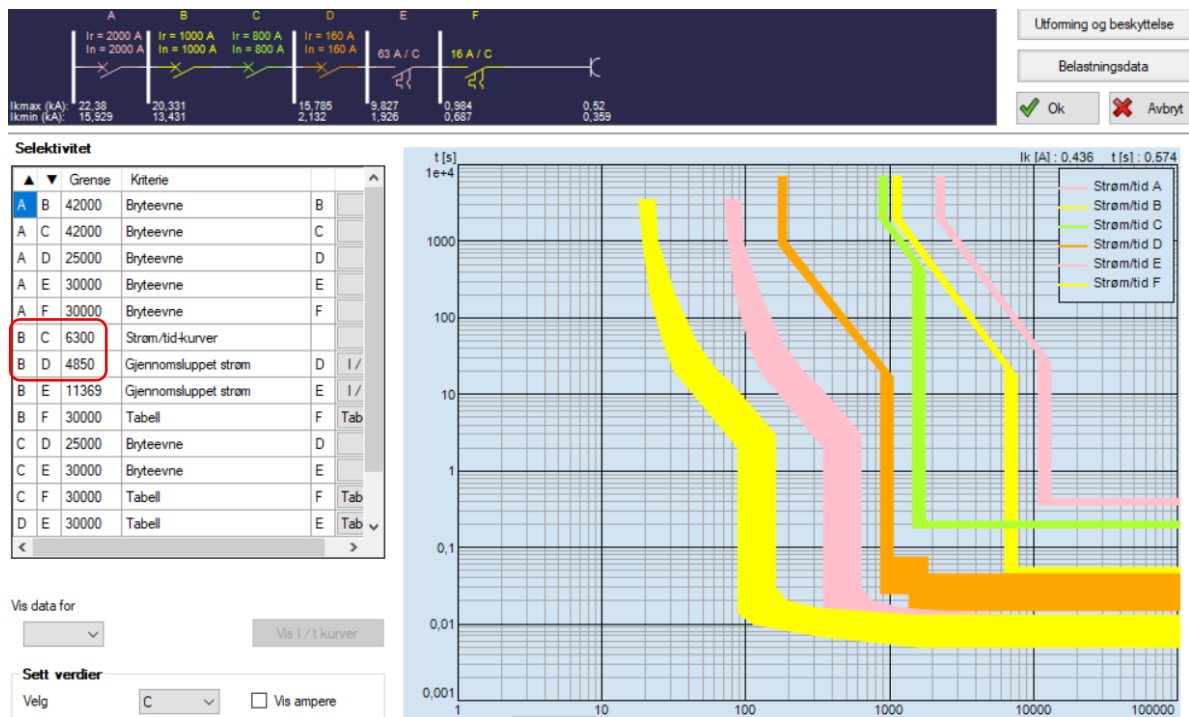 A B C D E F
Ir = 2000 A Ir = 1000 A Ir = 800 A Ir = 160 A
In = 2000 A In = 1000 A In = 800 A In = 160 A
63 A / C 16 A / C
Ikmax (kA): 22,38 20,331 15,785 9,827 0,984 0,52
Ikmin (kA): 15,929 13,431 2,132 1,926 0,687 0,359
Utforming og beskyttelse
Belastningsdata
Ok Avbryt
Selektivitet
▲ ▼ Grense Kriterie
A B 42000 Bryteevne B
A C 42000 Bryteevne C
A D 25000 Bryteevne D
A E 30000 Bryteevne E
A F 30000 Bryteevne F
B C 6300 Strøm/tid-kurver
B D 4850 Gjennomsluppet strøm D I /
B E 11369 Gjennomsluppet strøm E I /
B F 30000 Tabell F Tab
C D 25000 Bryteevne D
C E 30000 Bryteevne E
C F 30000 Tabell F Tab
D E 30000 Tabell E Tab
Vis data for
Vis I / t kurver
Sett verdier
Velg C Vis ampere
t [s]
Ik [A] : 0,436 t [s] : 0,574
1e+4
1000
100
10
1
0,1
0,01
0,001
1 10 100 1000 10000 100000
Strøm/tid A
Strøm/tid B
Strøm/tid C
Strøm/tid D
Strøm/tid E
Strøm/tid F